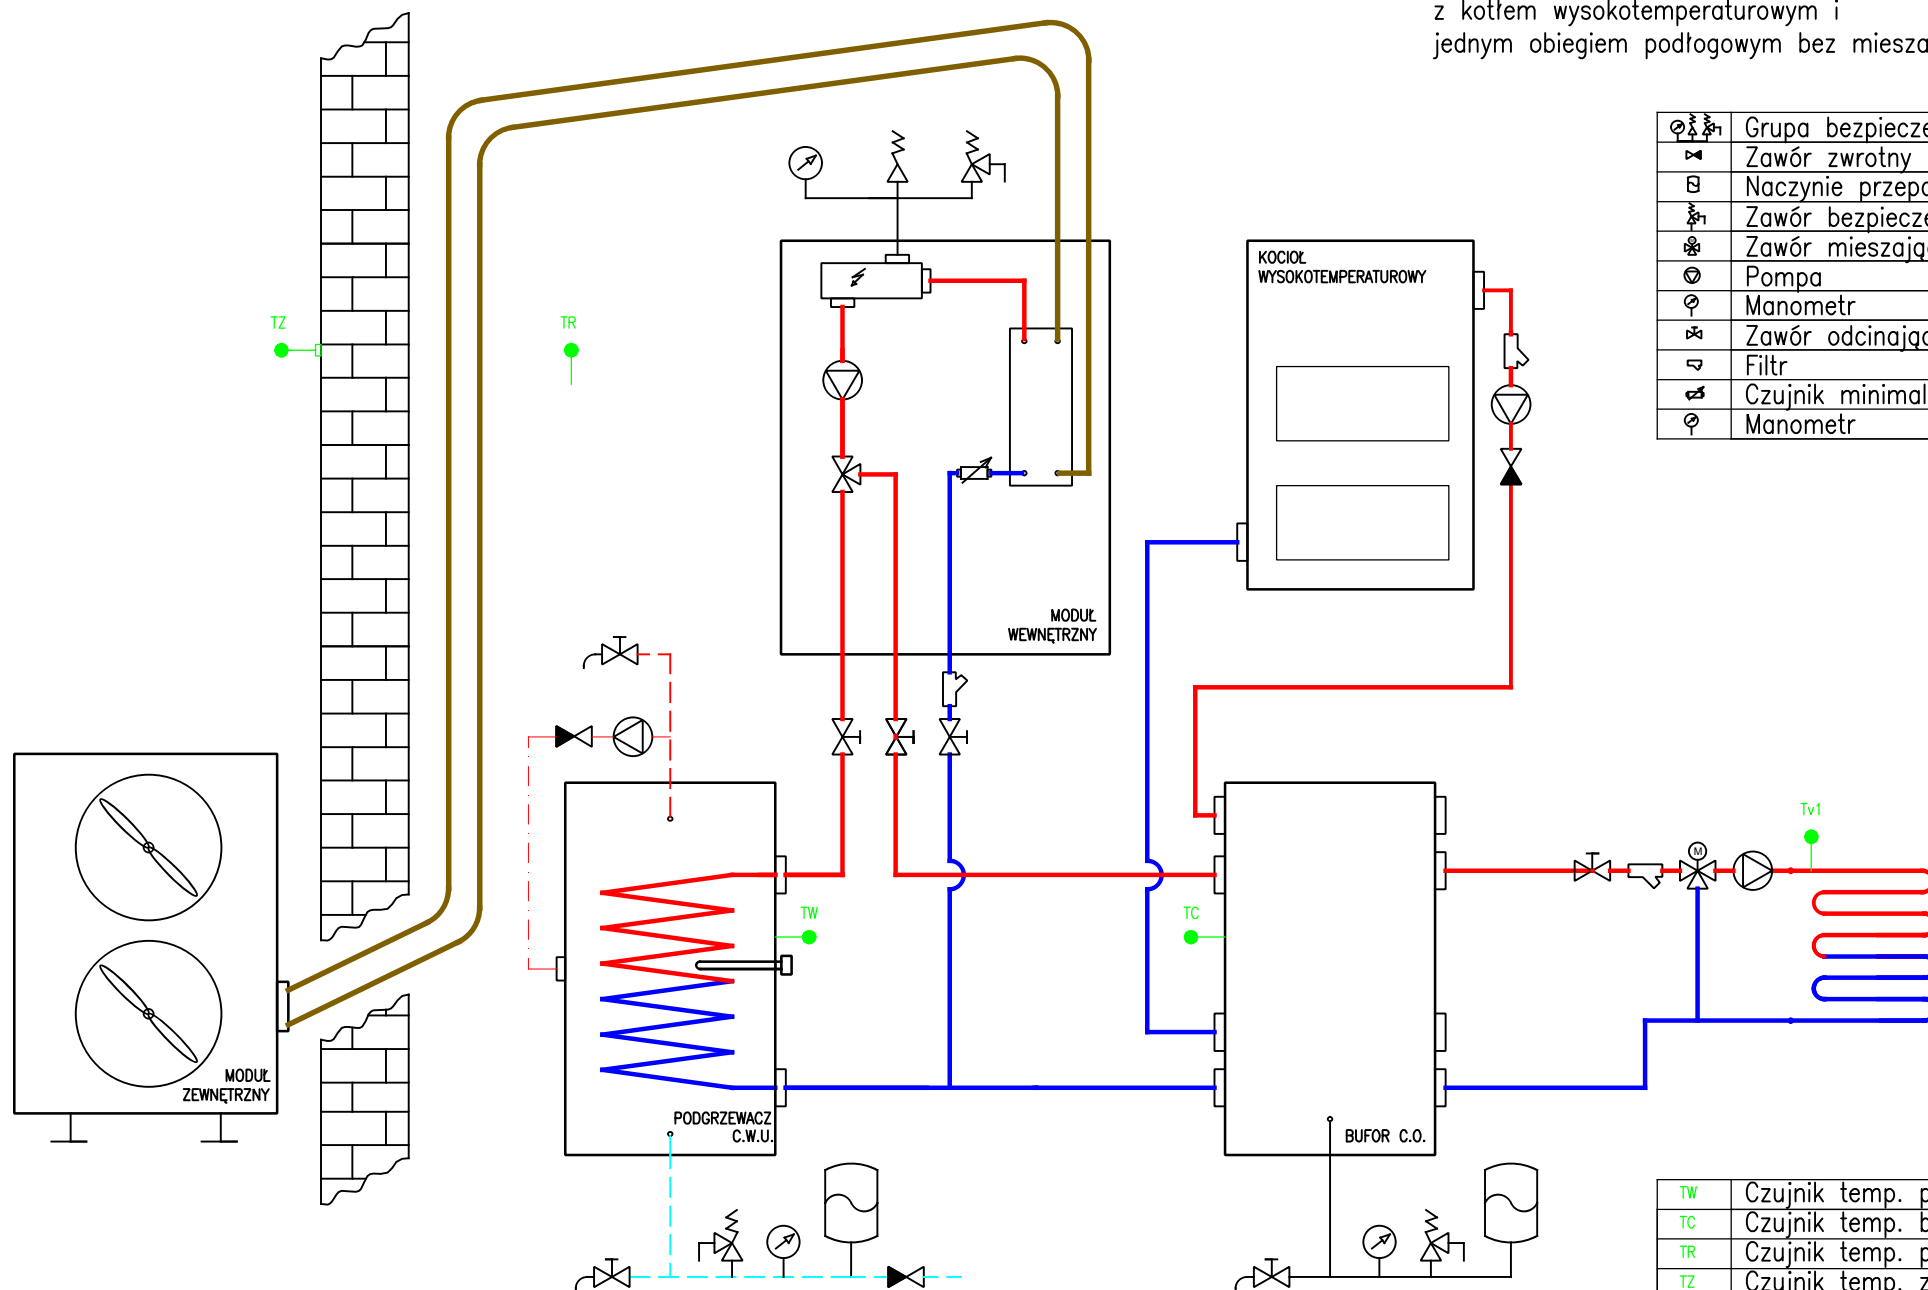 z kotłem wysokotemperaturowym i
jednym obiegiem podłogowym bez miesza
Grupa bezpiecze
Zawór zwrotny
Naczynie przepo
Zawór bezpiecze
Zawór mieszając
Pompa
Manometr
Zawór odcinając
Filtr
Czujnik minimal
Manometr
KOCIOŁ
WYSOKOTEMPERATUROWY
TZ
TR
MODUŁ
WEWNĘTRZNY
Tv1
M
TW
TC
MODUŁ
ZEWNĘTRZNY
PODGRZEWACZ
C.W.U.
BUFOR C.O.
TW Czujnik temp. p
TC Czujnik temp. b
TR Czujnik temp. p
TZ Czujnik temp. z